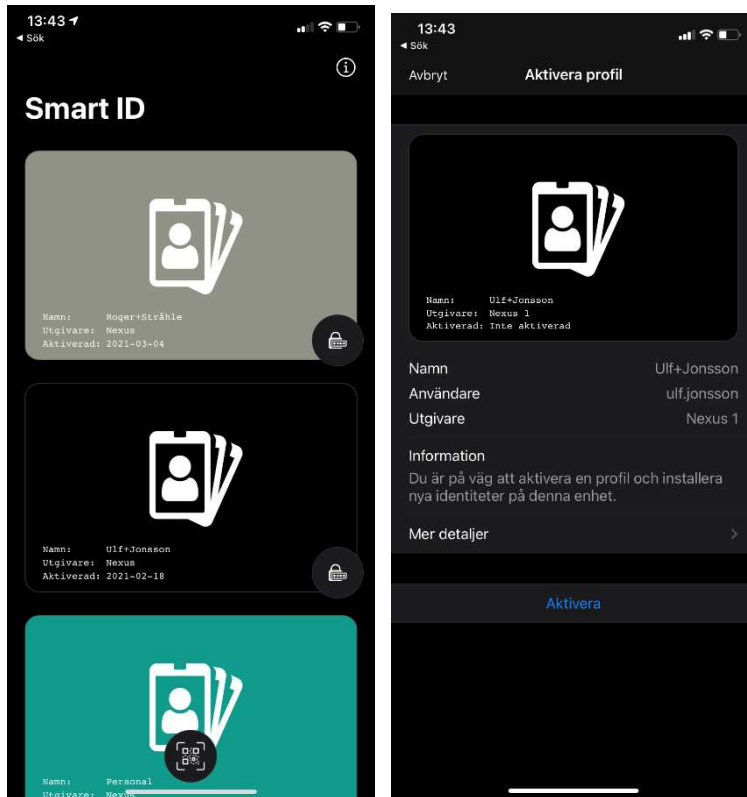 13:43
◀ Sök
Smart ID
Namn: Roger+Stråhle
Utgivare: Nexus
Aktiverad: 2021-03-04
Namn: Ulf+Jonsson
Utgivare: Nexus
Aktiverad: 2021-02-18
Namn: Personal
Utgivare: Nexus
13:43
◀ Sök
Avbryt Aktivera profil
Namn: Ulf+Jonsson
Utgivare: Nexus 1
Aktiverad: Inte aktiverad
Namn Ulf+Jonsson
Användare ulf.jonsson
Utgivare Nexus 1
Information
Du är på väg att aktivera en profil och installera
nya identiteter på denna enhet.
Mer detaljer >
Aktivera